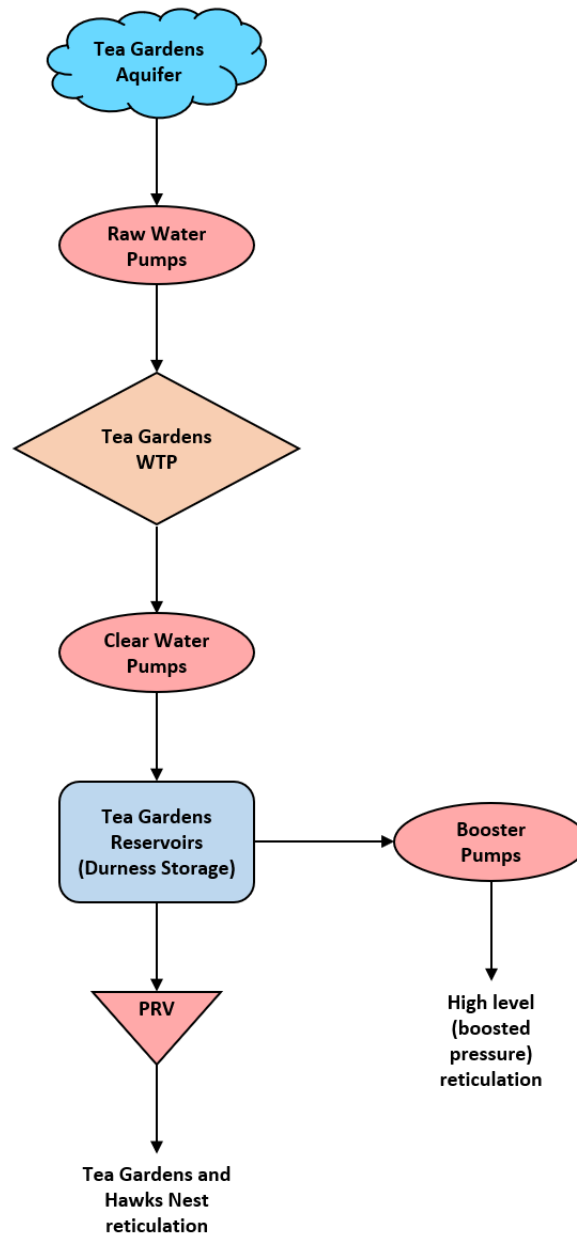 Tea Gardens
Aquifer
Raw Water
Pumps
Tea Gardens
WTP
Clear Water
Pumps
Tea Gardens
Reservoirs
(Durness Storage)
Booster
Pumps
PRV
High level
(boosted
pressure)
reticulation
Tea Gardens and
Hawks Nest
reticulation